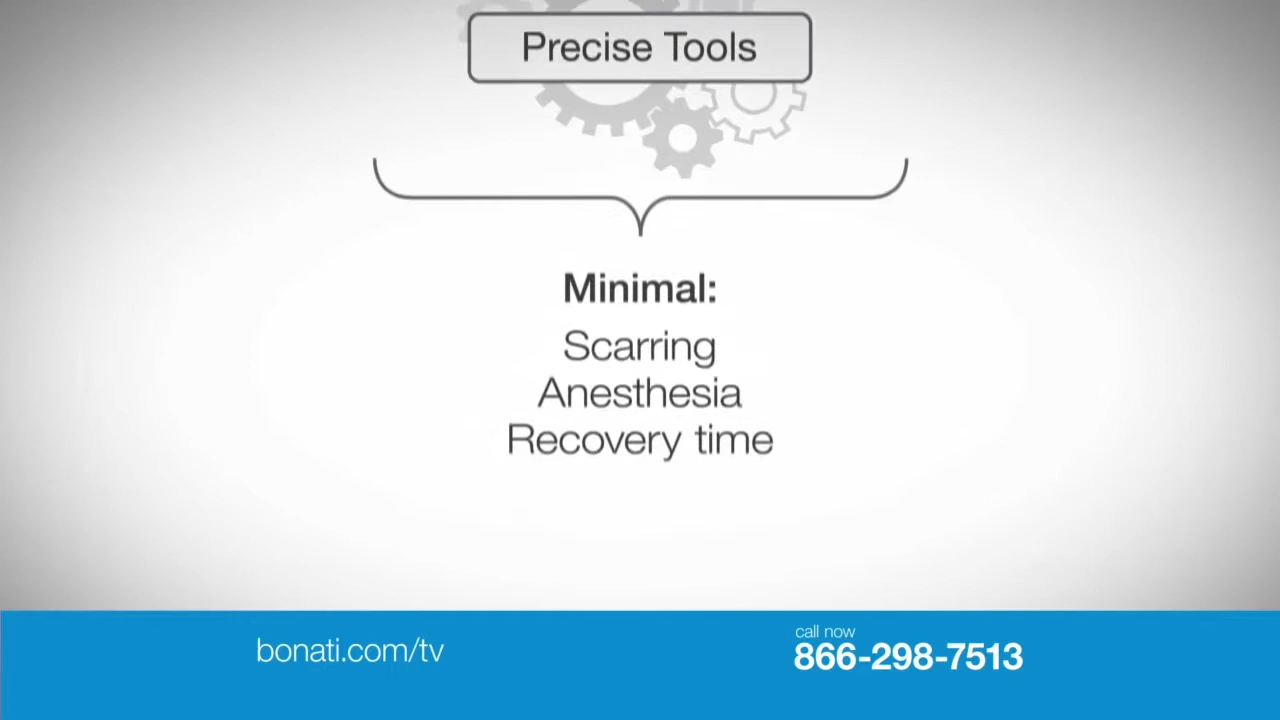 Precise Tools
Minimal:
Scarring
Anesthesia
Recovery time
bonati.com/tv
call now
866-298-7513